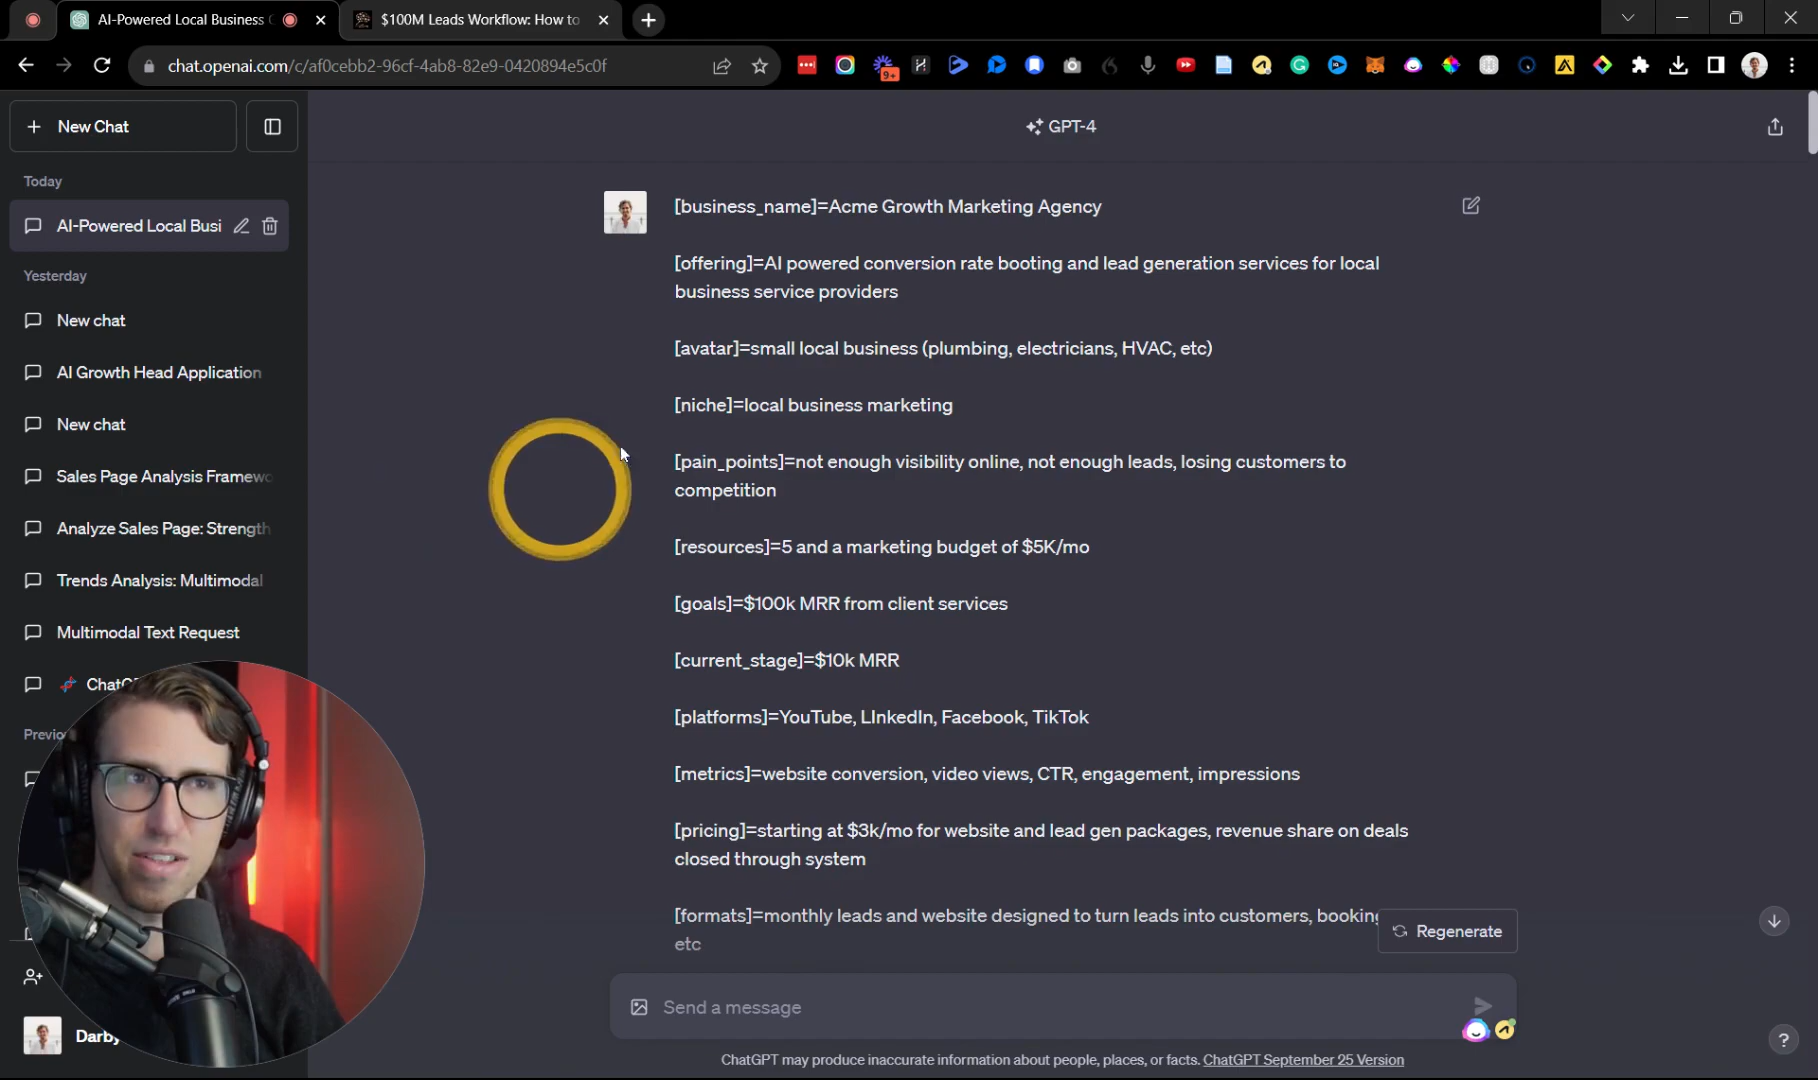 AI-Powered Local Business
$100M Leads Workflow: How to
chat.openai.com/c/af0cebb2-96cf-4ab8-82e9-0420894e5c0f
9+
New Chat
GPT-4
Today
AI-Powered Local Busi
Yesterday
New chat
AI Growth Head Application
New chat
Sales Page Analysis Framewo
Analyze Sales Page: Strength
Trends Analysis: Multimodal
Multimodal Text Request
ChatG
Previo
Darby
[business_name]=Acme Growth Marketing Agency
[offering]=AI powered conversion rate booting and lead generation services for local
business service providers
[avatar]=small local business (plumbing, electricians, HVAC, etc)
[niche]=local business marketing
[pain_points]=not enough visibility online, not enough leads, losing customers to
competition
[resources]=5 and a marketing budget of $5K/mo
[goals]=$100k MRR from client services
[current_stage]=$10k MRR
[platforms]=YouTube, LInkedIn, Facebook, TikTok
[metrics]=website conversion, video views, CTR, engagement, impressions
[pricing]=starting at $3k/mo for website and lead gen packages, revenue share on deals
closed through system
[formats]=monthly leads and website designed to turn leads into customers, booking
etc
Regenerate
Send a message
ChatGPT may produce inaccurate information about people, places, or facts. ChatGPT September 25 Version
?